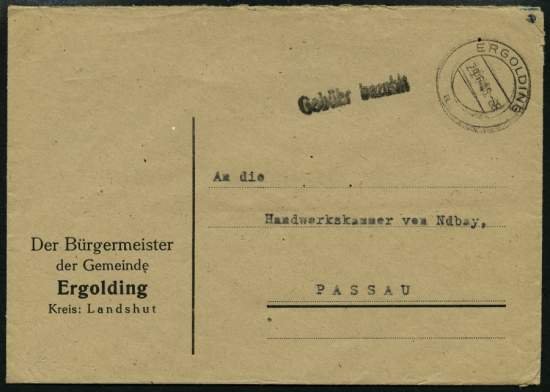 ERGOLDING
Gebühr bezahlt
An die
Handwerkskammer von Ndbay,
PASSAU
Der Bürgermeister
der Gemeinde
Ergolding
Kreis: Landshut